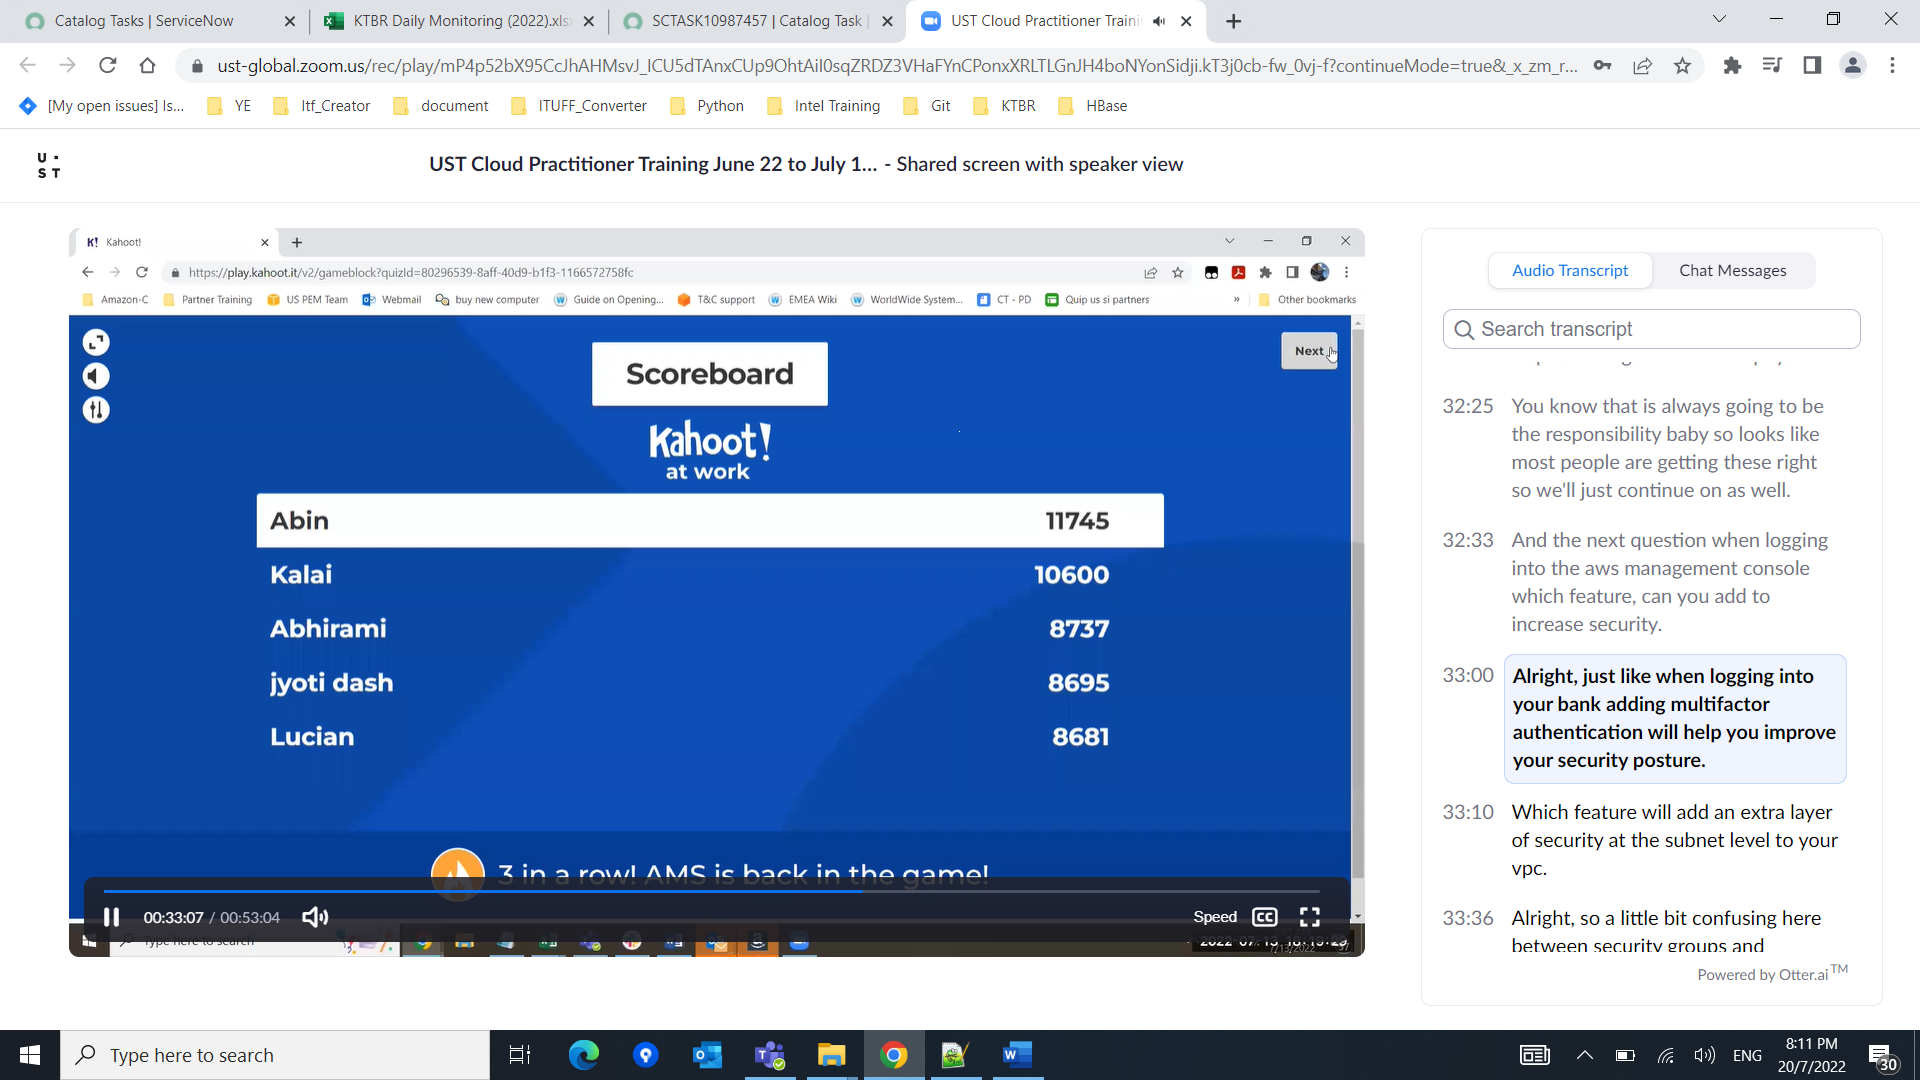 Catalog Tasks | ServiceNow
KTBR Daily Monitoring (2022).xls
SCTASK10987457 | Catalog Task |
UST Cloud Practitioner Traini
ust-global.zoom.us/rec/play/mP4p52bX95CcJhAHMsvJ_ICU5dTAnxCUp9OhtAiI0sqZRDZ3VHaFYnCPonxXRLTLGnJH4boNYonSidji.kT3j0cb-fw_0vj-f?continueMode=true&_x_zm_r...
[My open issues] Is...
YE
Itf_Creator
document
ITUFF_Converter
Python
Intel Training
Git
KTBR
HBase
U ·
S T
UST Cloud Practitioner Training June 22 to July 1... - Shared screen with speaker view
K! Kahoot!
https://play.kahoot.it/v2/gameblock?quizId=80296539-8aff-40d9-b1f3-1166572758fc
Amazon-C
Partner Training
US PEM Team
Webmail
buy new computer
Guide on Opening...
T&C support
EMEA Wiki
WorldWide System...
CT - PD
Quip us si partners
»
Other bookmarks
Next
Scoreboard
Kahoot!
at work
Abin 11745
Kalai 10600
Abhirami 8737
jyoti dash 8695
Lucian 8681
3 in a row! AMS is back in the game!
00:33:07 / 00:53:04
Speed
CC
Type here to search
7/13/2022
Audio Transcript
Chat Messages
Search transcript
32:25 You know that is always going to be
the responsibility baby so looks like
most people are getting these right
so we'll just continue on as well.
32:33 And the next question when logging
into the aws management console
which feature, can you add to
increase security.
33:00 Alright, just like when logging into
your bank adding multifactor
authentication will help you improve
your security posture.
33:10 Which feature will add an extra layer
of security at the subnet level to your
vpc.
33:36 Alright, so a little bit confusing here
between security groups and
Powered by Otter.ai TM
Type here to search
ENG
8:11 PM
20/7/2022
30